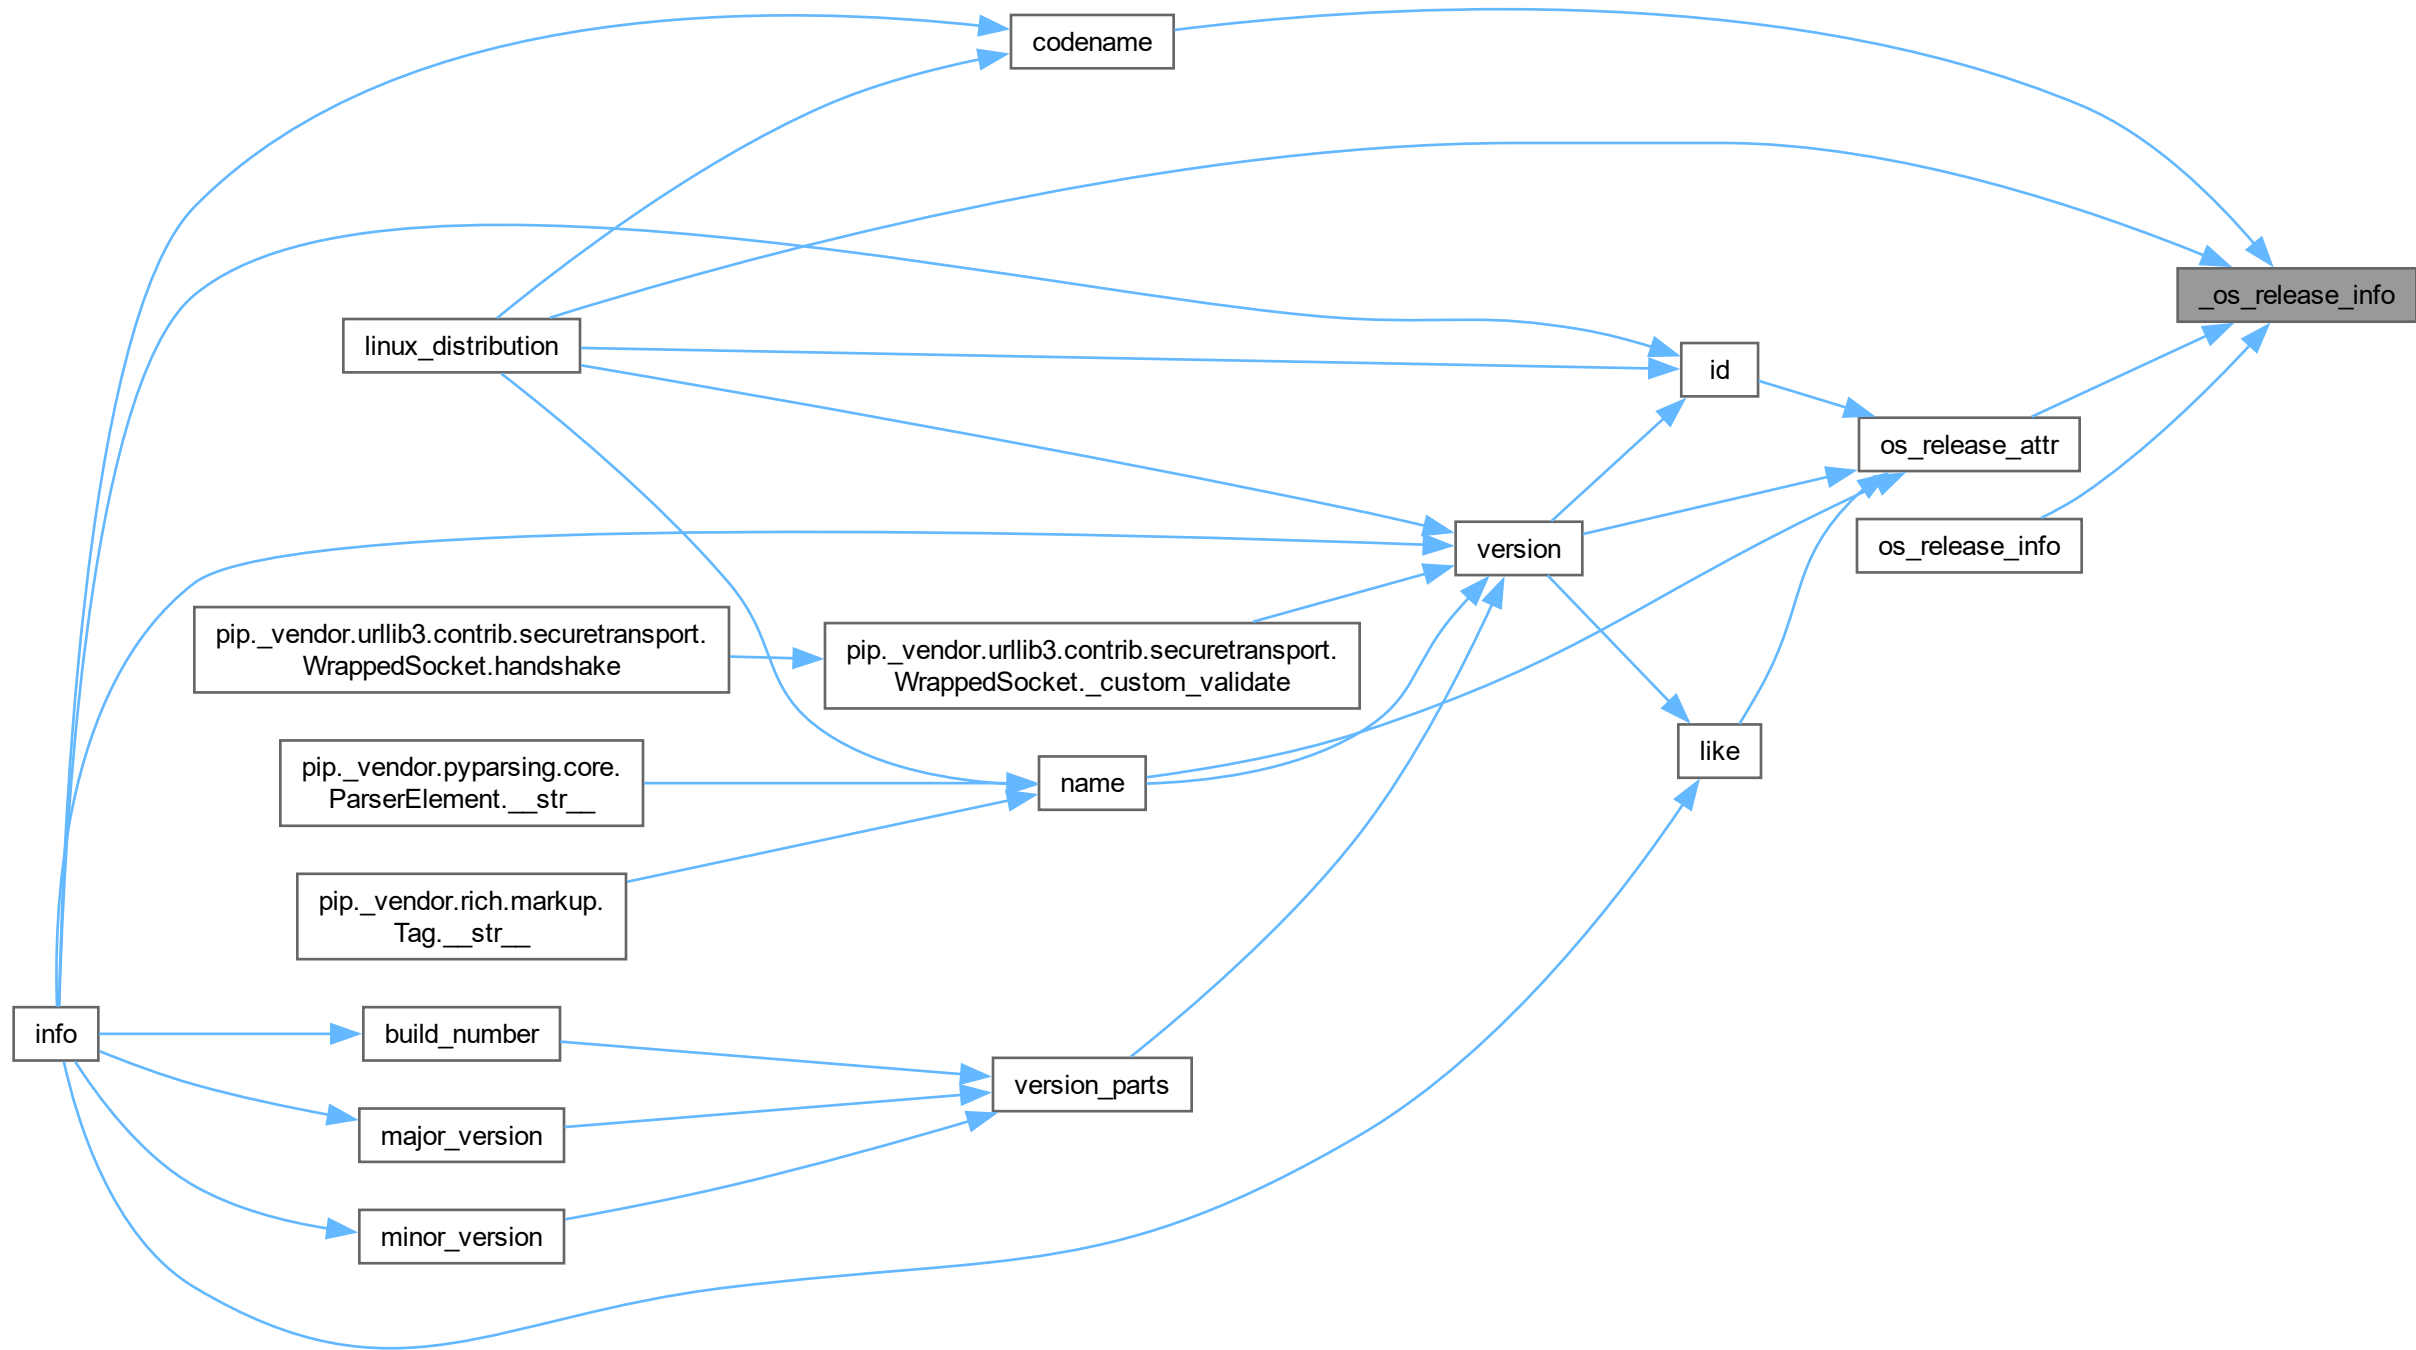 codename
_os_release_info
linux_distribution
id
os_release_attr
version
os_release_info
pip._vendor.urllib3.contrib.securetransport.
WrappedSocket.handshake
pip._vendor.urllib3.contrib.securetransport.
WrappedSocket._custom_validate
like
pip._vendor.pyparsing.core.
ParserElement.__str__
name
pip._vendor.rich.markup.
Tag.__str__
info
build_number
version_parts
major_version
minor_version